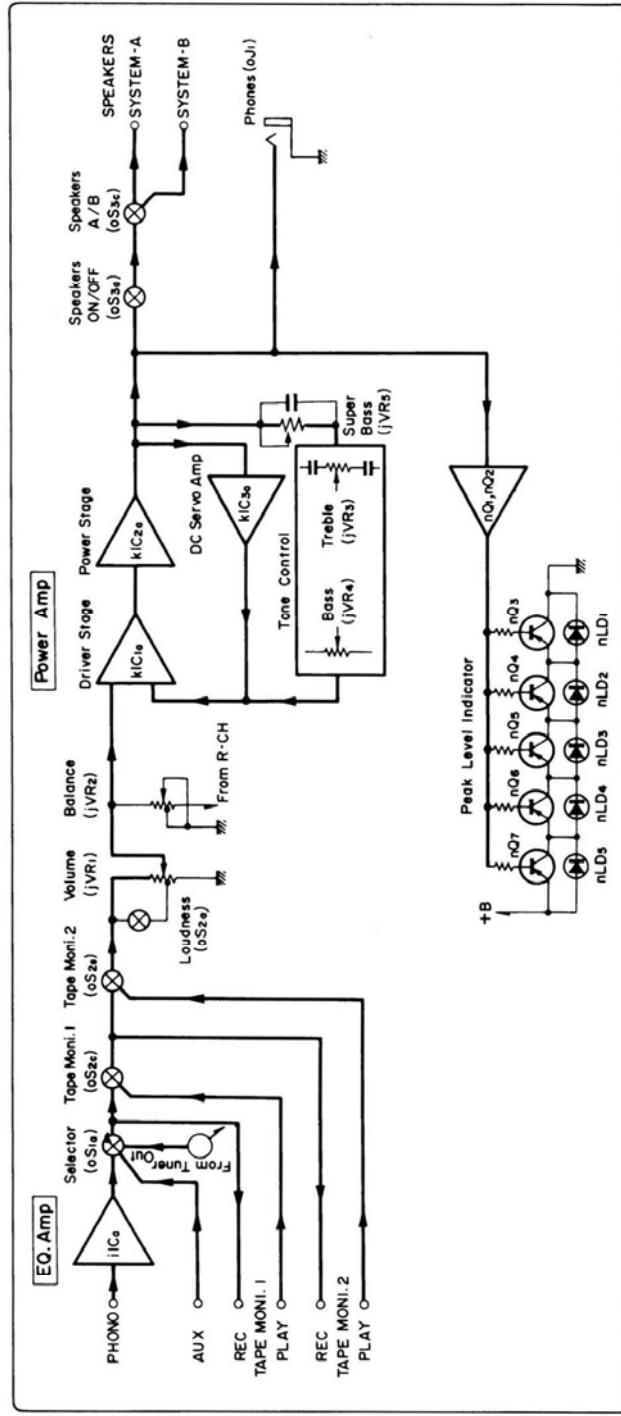 EQ. Amp
PHONO
iICa
Selector
(oS1a)
Out
From Tuner
Tape Moni. 1
(oS2c)
Tape Moni. 2
(oS2e)
Loudness
(oS2a)
Volume
(jVR1)
Balance
(jVR2)
From R-CH
AUX
REC
TAPE MONI. 1
PLAY
REC
TAPE MONI. 2
PLAY
Power Amp
Driver Stage
kIC1a
Power Stage
kIC2a
DC Servo Amp
kIC3a
Tone Control
Bass
(jVR4)
Treble
(jVR3)
Super
Bass
(jVR5)
Speakers
ON/OFF
(oS3a)
Speakers
A/B
(oS3c)
SPEAKERS
SYSTEM-A
SYSTEM-B
Phones(oJ1)
nQ1, nQ2
Peak Level Indicator
+B
nQ7
nQ6
nQ5
nQ4
nQ3
nLD5
nLD4
nLD3
nLD2
nLD1